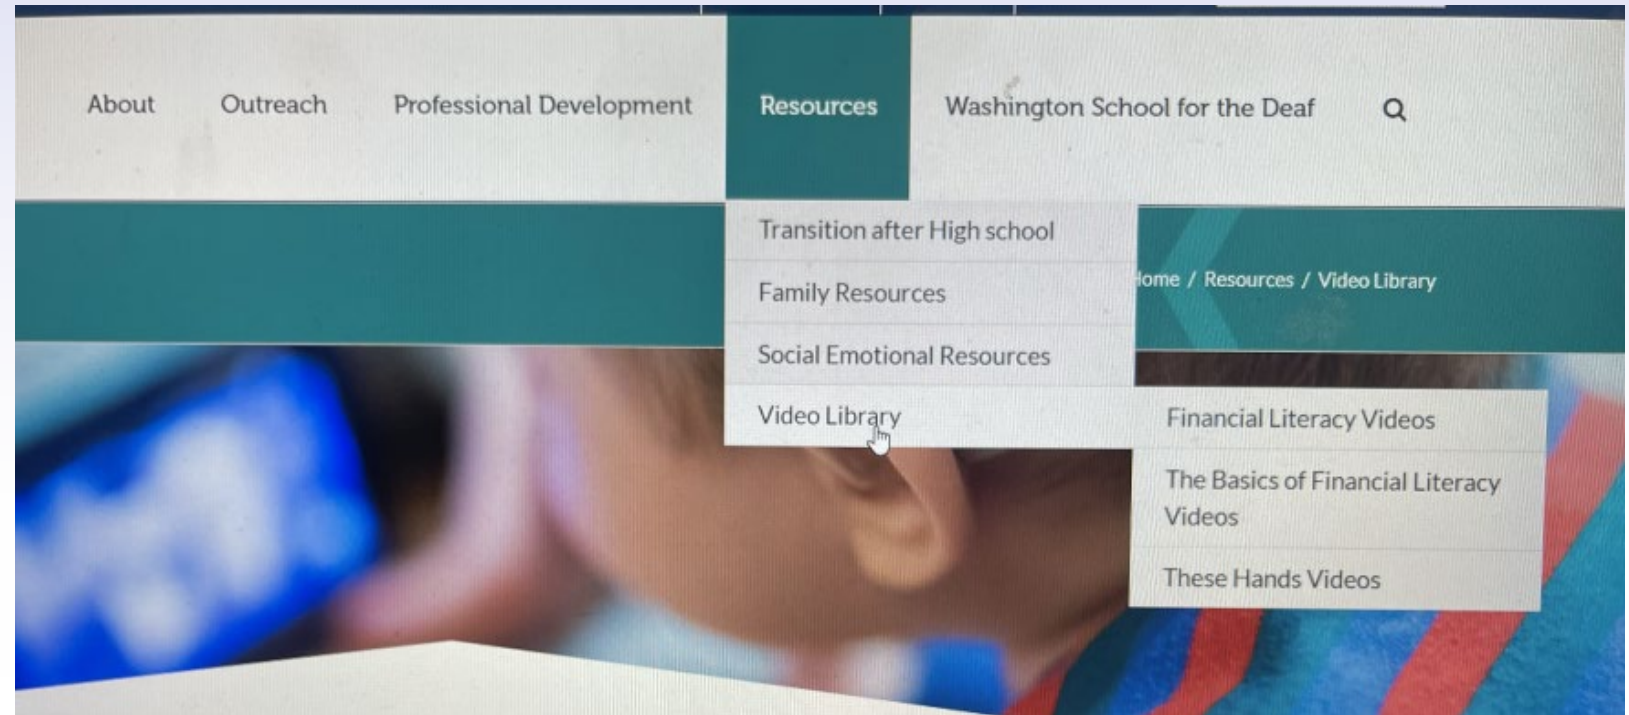 About Outreach Professional Development Resources Washington School for the Deaf
Transition after High school
Home / Resources / Video Library
Family Resources
Social Emotional Resources
Video Library
Financial Literacy Videos
The Basics of Financial Literacy
Videos
These Hands Videos